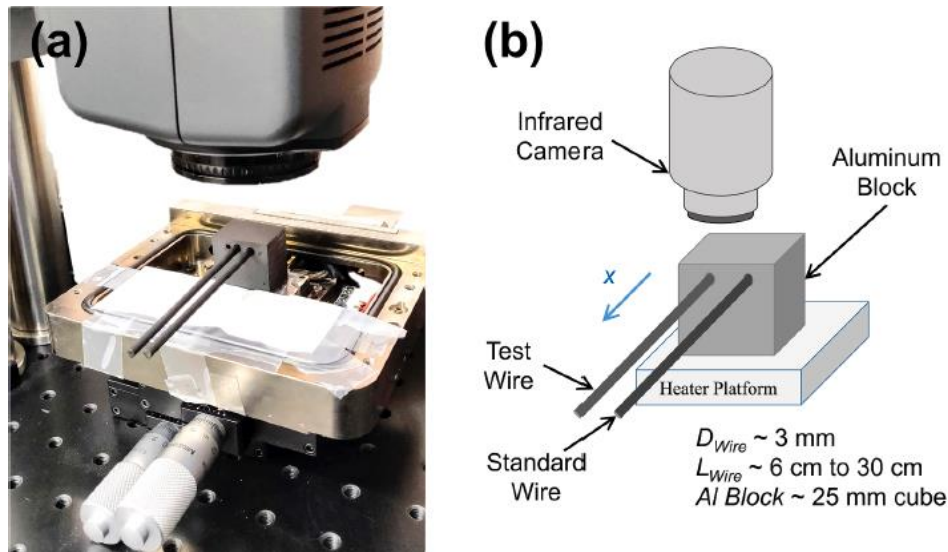 (a)
(b)
Infrared
Camera
Aluminum
Block
x
Test
Wire
Heater Platform
Standard
Wire
D_Wire ~ 3 mm
L_Wire ~ 6 cm to 30 cm
Al Block ~ 25 mm cube